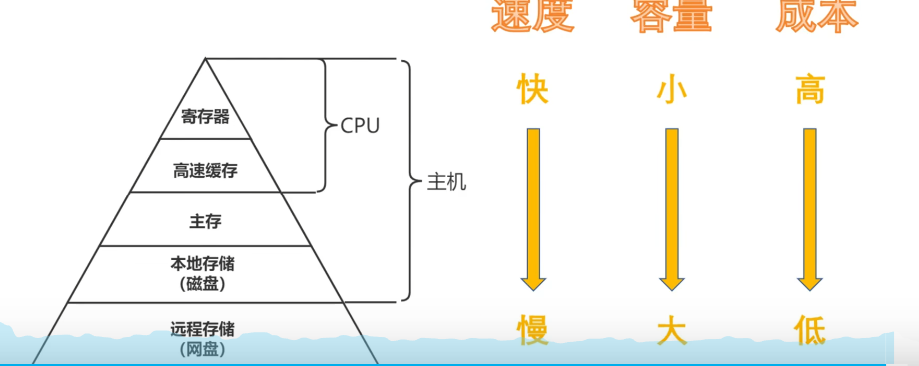 速度 容量 成本
快 小 高
寄存器
CPU
高速缓存
主机
主存
本地存储
(磁盘)
远程存储
(网盘)
慢 大 低